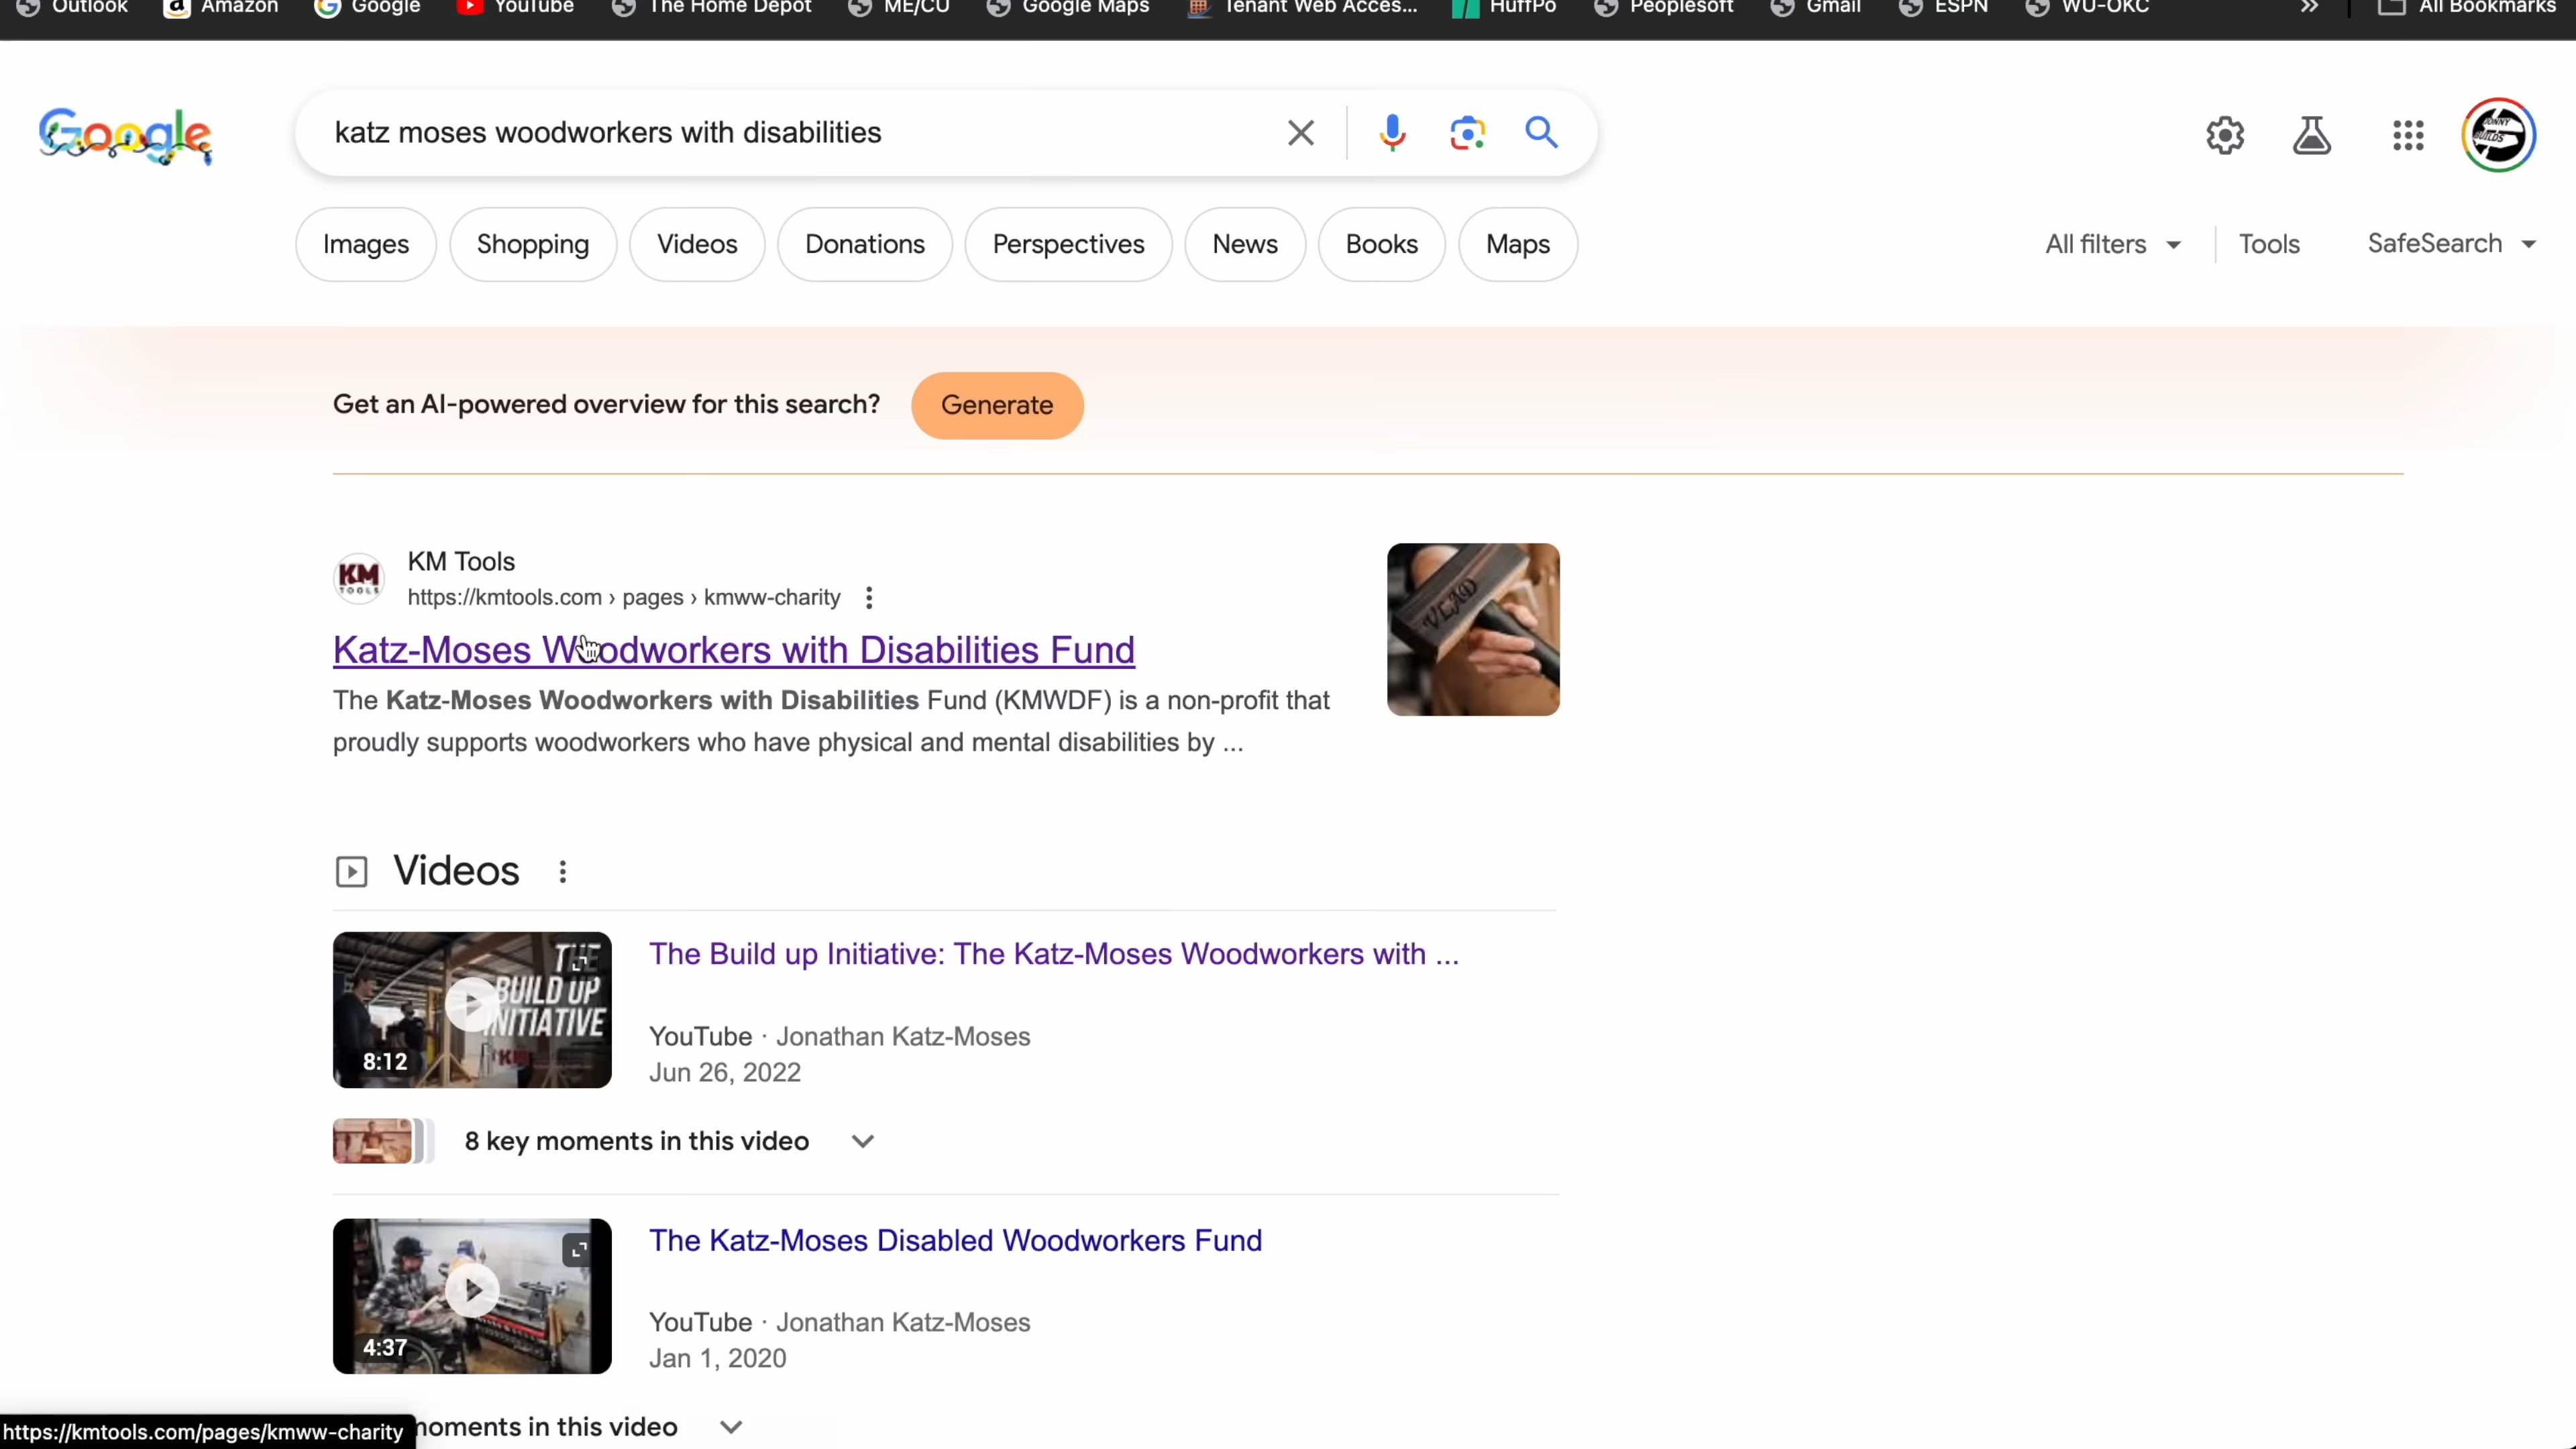 Outlook Amazon Google YouTube The Home Depot ME/CU Google Maps Tenant Web Acces... HuffPo Peoplesoft Gmail ESPN WU-OKC » All Bookmarks
Google
katz moses woodworkers with disabilities
JONNY
BUILDS
Images Shopping Videos Donations Perspectives News Books Maps All filters Tools SafeSearch
Get an AI-powered overview for this search? Generate
KM
TOOLS
KM Tools
https://kmtools.com › pages › kmww-charity
VLAD
Katz-Moses Woodworkers with Disabilities Fund
The Katz-Moses Woodworkers with Disabilities Fund (KMWDF) is a non-profit that
proudly supports woodworkers who have physical and mental disabilities by ...
Videos
THE
BUILD UP
INITIATIVE
KM
8:12
The Build up Initiative: The Katz-Moses Woodworkers with ...
YouTube · Jonathan Katz-Moses
Jun 26, 2022
8 key moments in this video
4:37
The Katz-Moses Disabled Woodworkers Fund
YouTube · Jonathan Katz-Moses
Jan 1, 2020
https://kmtools.com/pages/kmww-charity moments in this video